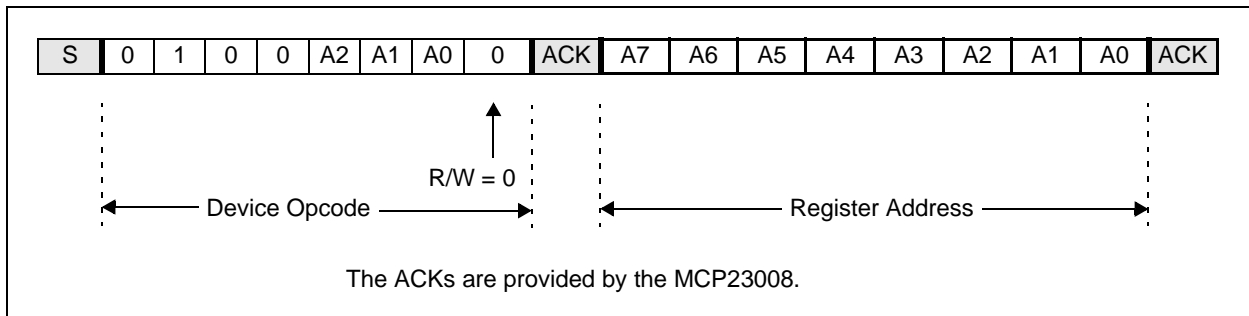 S 0 1 0 0 A2 A1 A0 0 ACK A7 A6 A5 A4 A3 A2 A1 A0 ACK
R/W = 0
Device Opcode Register Address
The ACKs are provided by the MCP23008.